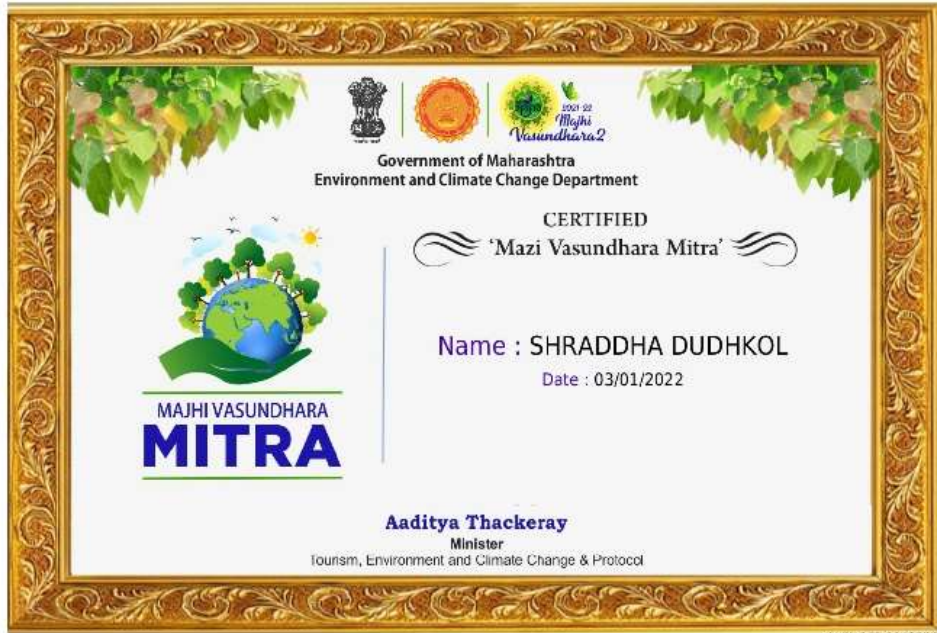 2021-22
Majhi
Vasundhara2
Government of Maharashtra
Environment and Climate Change Department
CERTIFIED
'Mazi Vasundhara Mitra'
Name : SHRADDHA DUDHKOL
Date : 03/01/2022
MAJHI VASUNDHARA
MITRA
Aaditya Thackeray
Minister
Tourism, Environment and Climate Change & Protocol